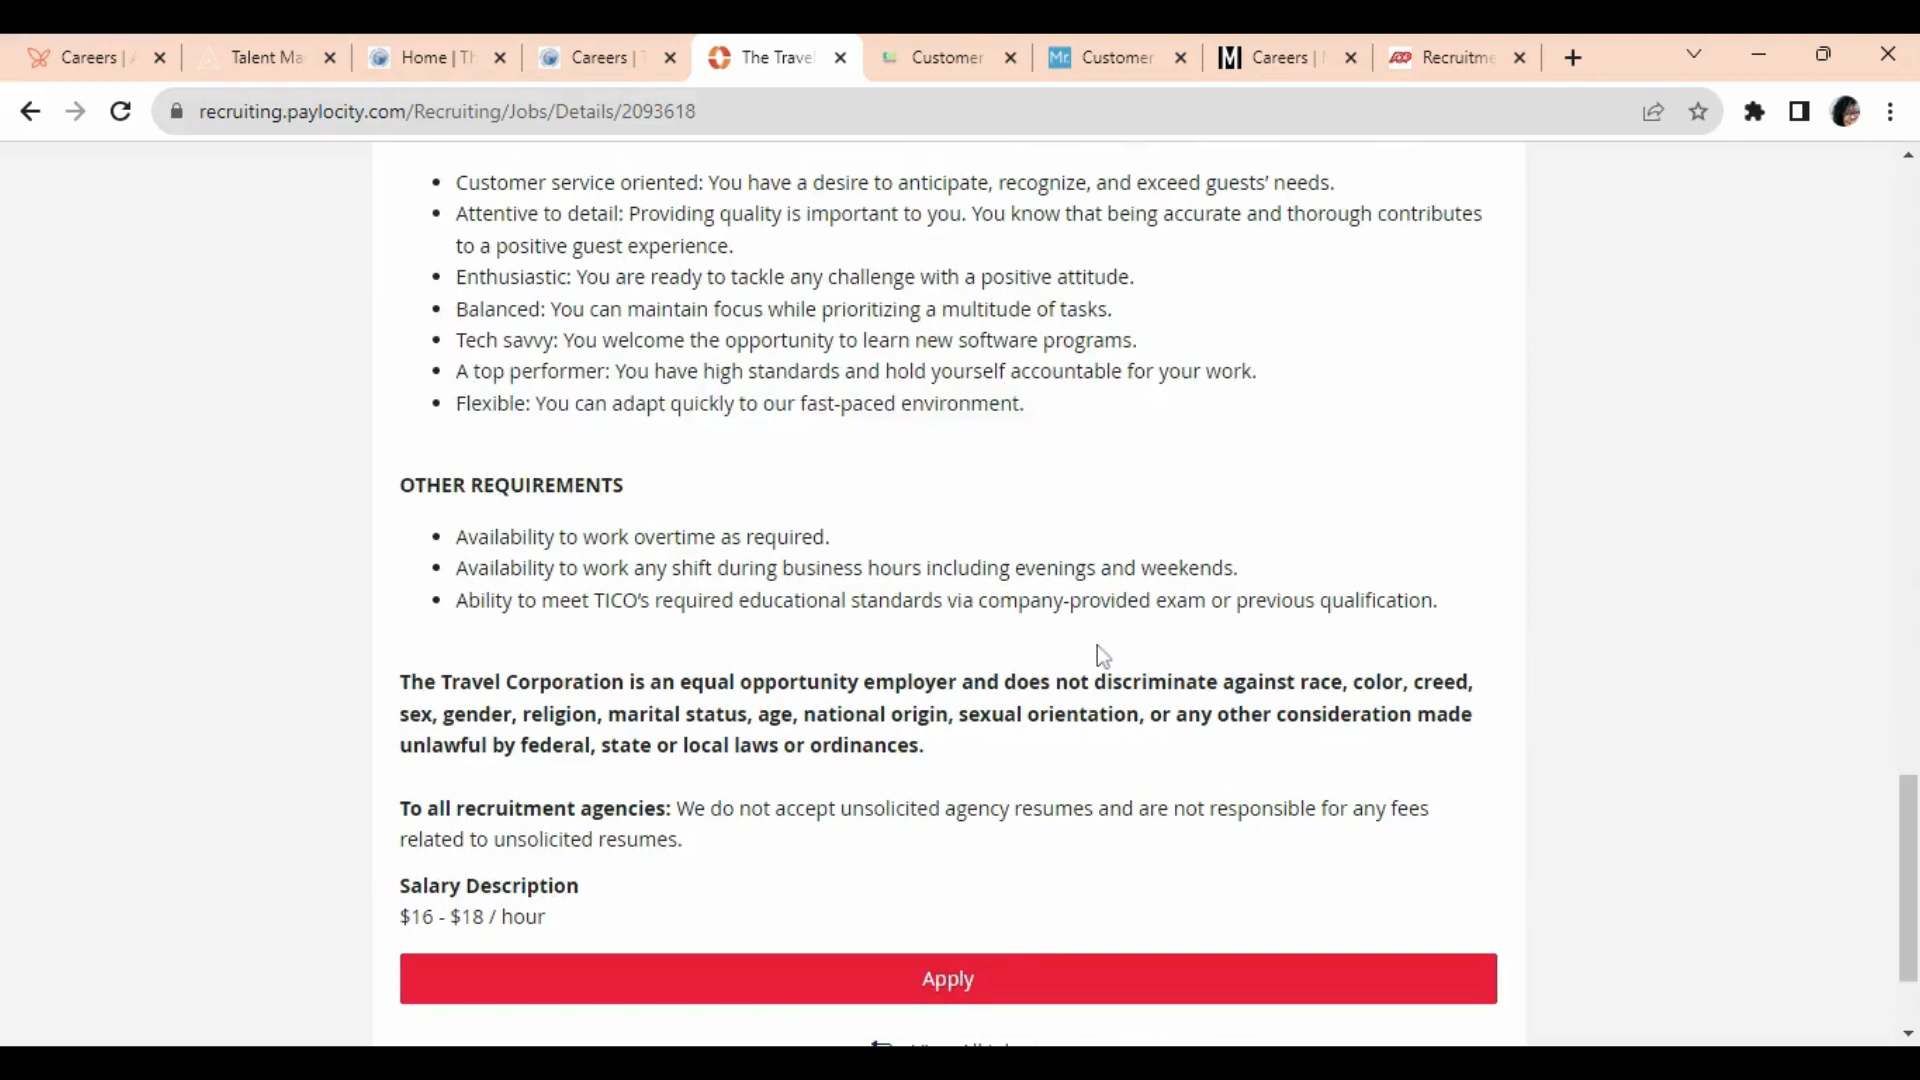 Careers | A
Talent Ma
Home | Th
Careers | T
The Trave
Customer
Mr.
Customer
M
Careers |
ADP
Recruitme
recruiting.paylocity.com/Recruiting/Jobs/Details/2093618
• Customer service oriented: You have a desire to anticipate, recognize, and exceed guests’ needs.
• Attentive to detail: Providing quality is important to you. You know that being accurate and thorough contributes
to a positive guest experience.
• Enthusiastic: You are ready to tackle any challenge with a positive attitude.
• Balanced: You can maintain focus while prioritizing a multitude of tasks.
• Tech savvy: You welcome the opportunity to learn new software programs.
• A top performer: You have high standards and hold yourself accountable for your work.
• Flexible: You can adapt quickly to our fast-paced environment.
OTHER REQUIREMENTS
• Availability to work overtime as required.
• Availability to work any shift during business hours including evenings and weekends.
• Ability to meet TICO’s required educational standards via company-provided exam or previous qualification.
The Travel Corporation is an equal opportunity employer and does not discriminate against race, color, creed,
sex, gender, religion, marital status, age, national origin, sexual orientation, or any other consideration made
unlawful by federal, state or local laws or ordinances.
To all recruitment agencies: We do not accept unsolicited agency resumes and are not responsible for any fees
related to unsolicited resumes.
Salary Description
$16 - $18 / hour
Apply